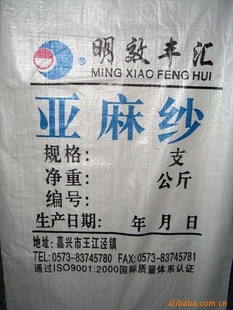 明效丰汇
MING XIAO FENG HUI
亚麻纱
规格: 支
净重: 公斤
编号:
生产日期: 年 月 日
地址: 嘉兴市王江泾镇
TEL: 0573-83745780 FAX: 0573-83745781
通过ISO9001:2000国际质量体系认证
alibaba.com.cn